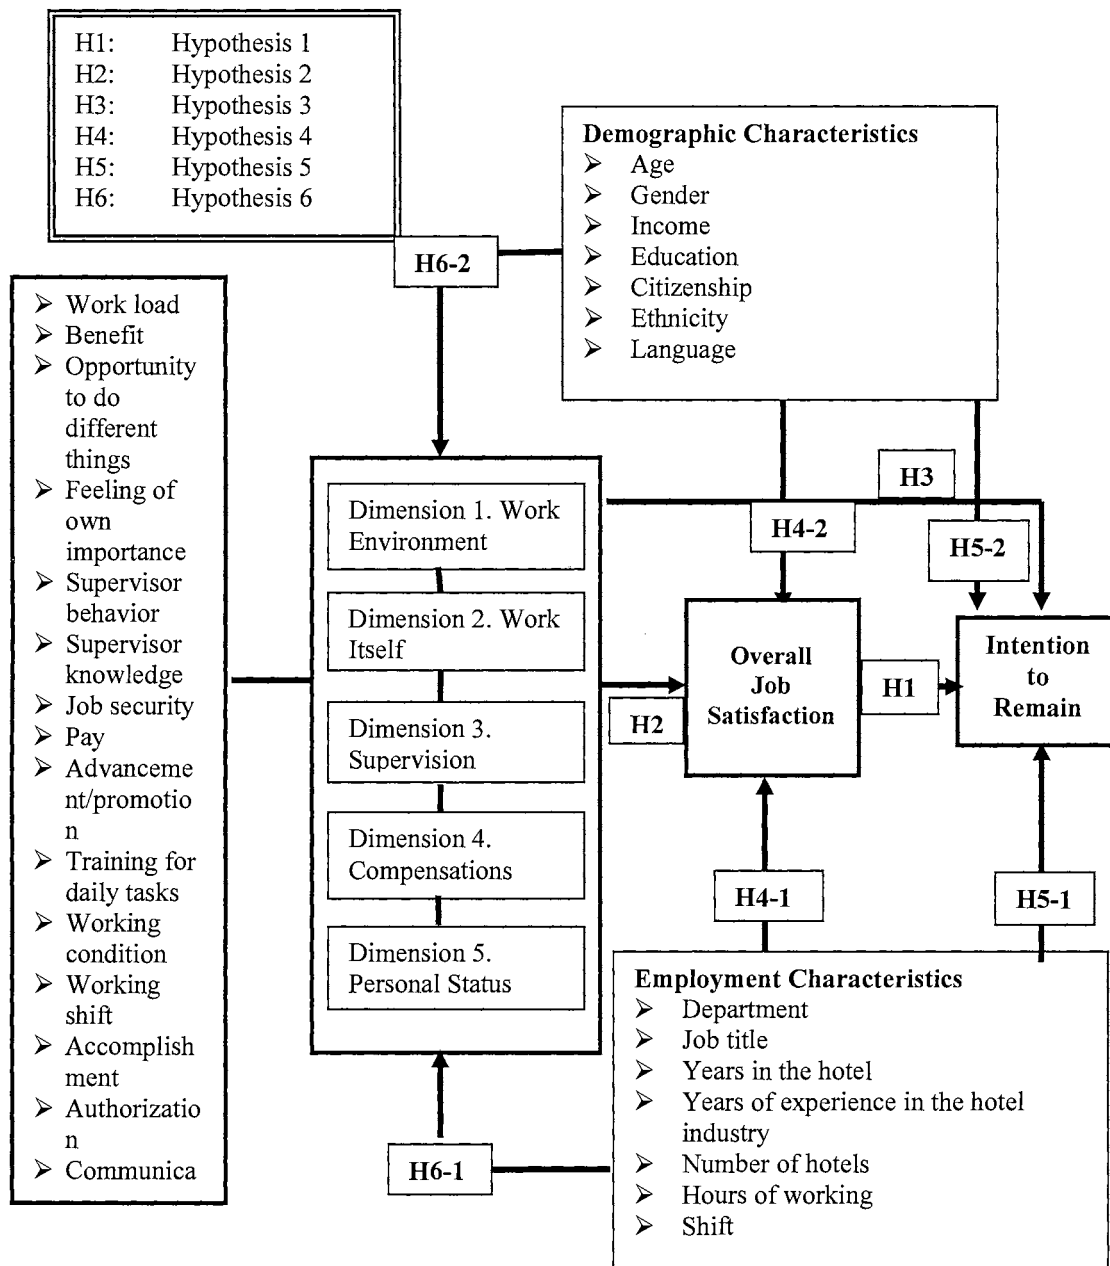 H1: Hypothesis 1
H2: Hypothesis 2
H3: Hypothesis 3
H4: Hypothesis 4
H5: Hypothesis 5
H6: Hypothesis 6
Demographic Characteristics
➢ Age
➢ Gender
➢ Income
➢ Education
➢ Citizenship
➢ Ethnicity
➢ Language
H6-2
➢ Work load
➢ Benefit
➢ Opportunity
to do
different
things
➢ Feeling of
own
importance
➢ Supervisor
behavior
➢ Supervisor
knowledge
➢ Job security
➢ Pay
➢ Advanceme
nt/promotio
n
➢ Training for
daily tasks
➢ Working
condition
➢ Working
shift
➢ Accomplish
ment
➢ Authorizatio
n
➢ Communica
Dimension 1. Work
Environment
Dimension 2. Work
Itself
Dimension 3.
Supervision
Dimension 4.
Compensations
Dimension 5.
Personal Status
H3
H4-2
H5-2
H2
Overall
Job
Satisfaction
H1
Intention
to
Remain
H4-1
H5-1
H6-1
Employment Characteristics
➢ Department
➢ Job title
➢ Years in the hotel
➢ Years of experience in the hotel
industry
➢ Number of hotels
➢ Hours of working
➢ Shift